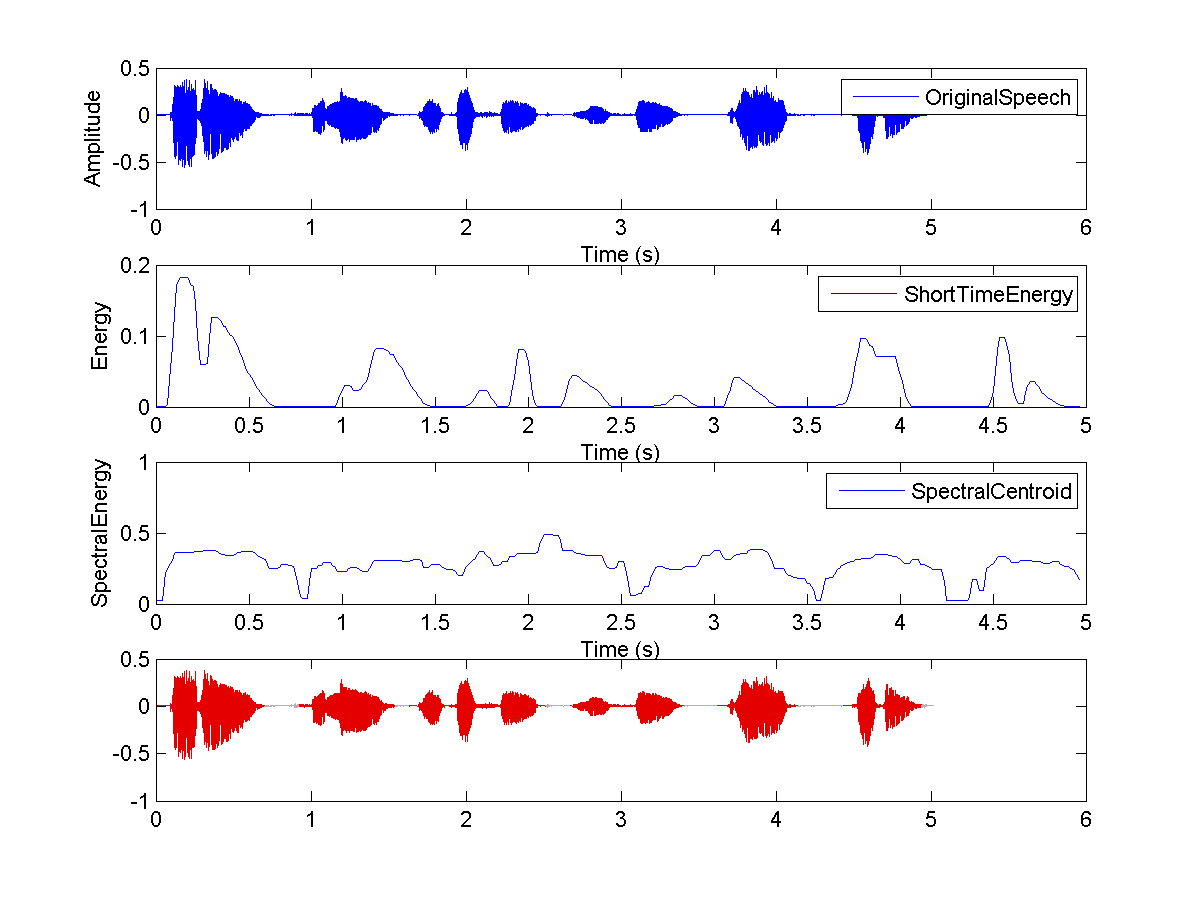 0.5
OriginalSpeech
0
Amplitude
-0.5
-1
0 1 2 3 4 5 6
Time (s)
0.2
ShortTimeEnergy
0.1
Energy
0
0 0.5 1 1.5 2 2.5 3 3.5 4 4.5 5
Time (s)
1
SpectralCentroid
0.5
SpectralEnergy
0
0 0.5 1 1.5 2 2.5 3 3.5 4 4.5 5
Time (s)
0.5
0
-0.5
-1
0 1 2 3 4 5 6